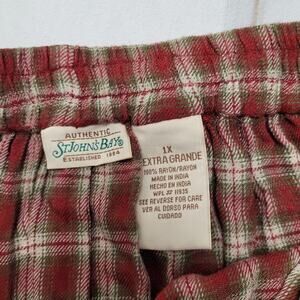 AUTHENTIC
ST. JOHN'S BAY
ESTABLISHED 1984
1X
EXTRA GRANDE
100% RAYON/RAYON
MADE IN INDIA
HECHO EN INDIA
WPL 11935
SEE REVERSE FOR CARE
VER AL DORSO PARA
CUIDADO